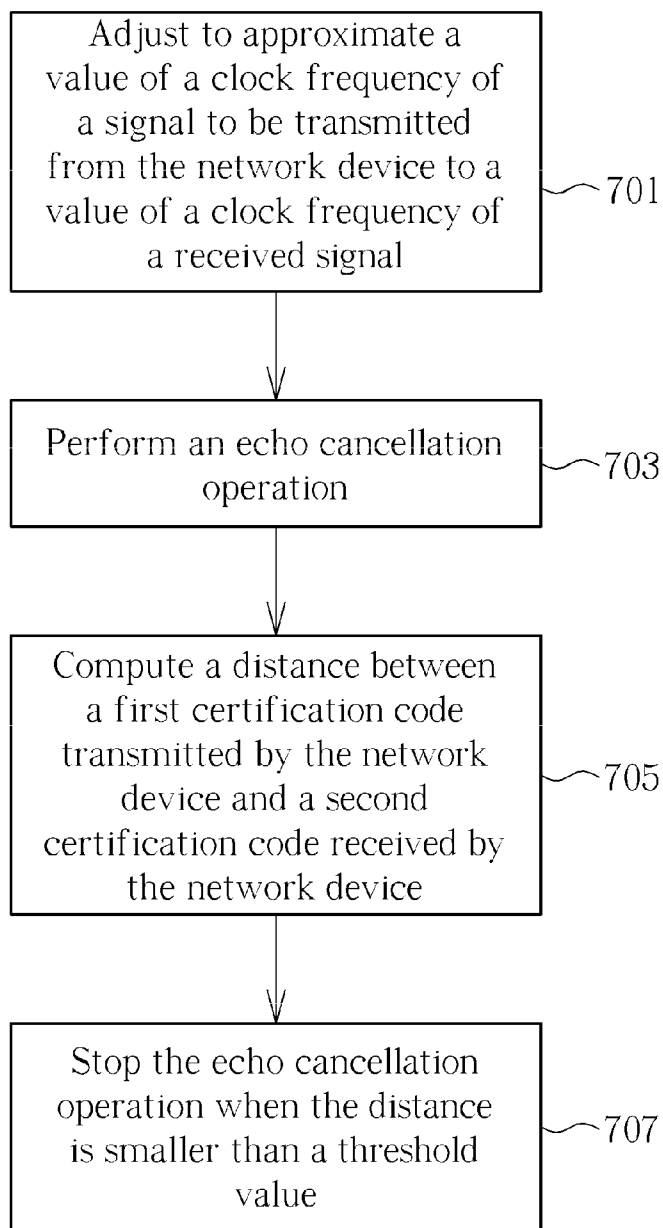 Adjust to approximate a
value of a clock frequency of
a signal to be transmitted
from the network device to a
value of a clock frequency of
a received signal
701
Perform an echo cancellation
operation
703
Compute a distance between
a first certification code
transmitted by the network
device and a second
certification code received by
the network device
705
Stop the echo cancellation
operation when the distance
is smaller than a threshold
value
707